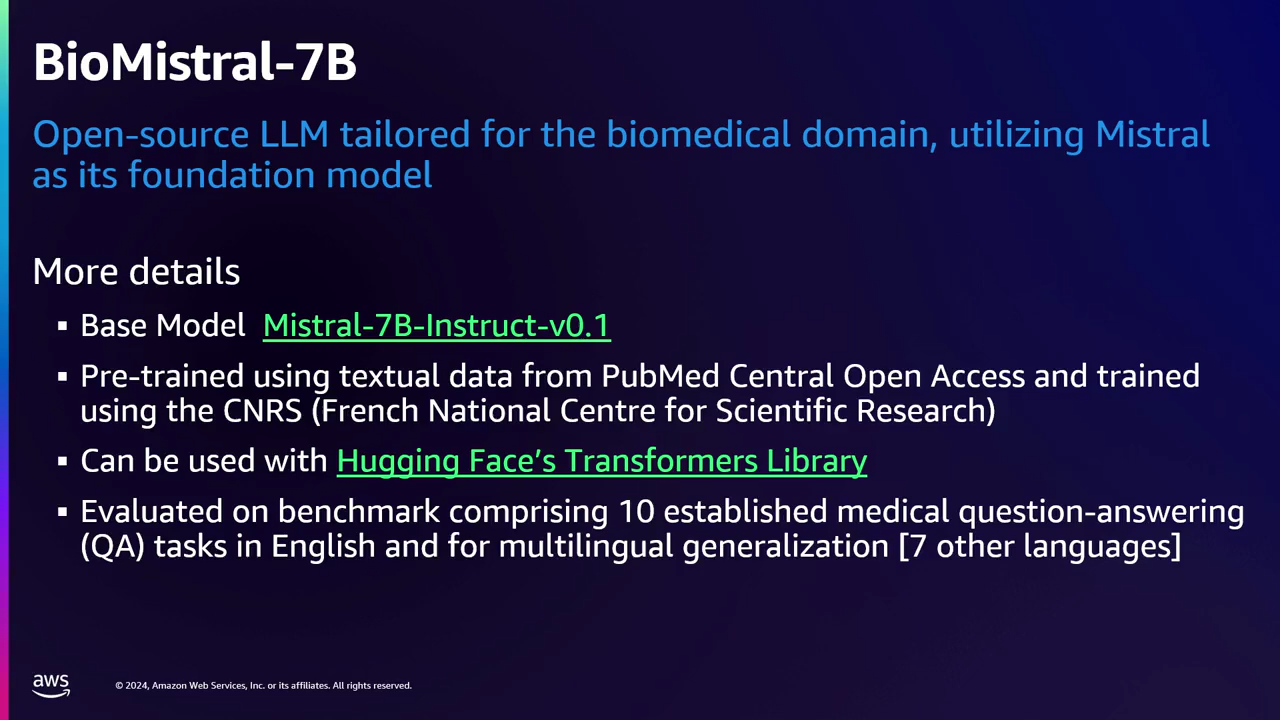 BioMistral-7B
Open-source LLM tailored for the biomedical domain, utilizing Mistral
as its foundation model
More details
▪ Base Model Mistral-7B-Instruct-v0.1
▪ Pre-trained using textual data from PubMed Central Open Access and trained
using the CNRS (French National Centre for Scientific Research)
▪ Can be used with Hugging Face’s Transformers Library
▪ Evaluated on benchmark comprising 10 established medical question-answering
(QA) tasks in English and for multilingual generalization [7 other languages]
aws
© 2024, Amazon Web Services, Inc. or its affiliates. All rights reserved.